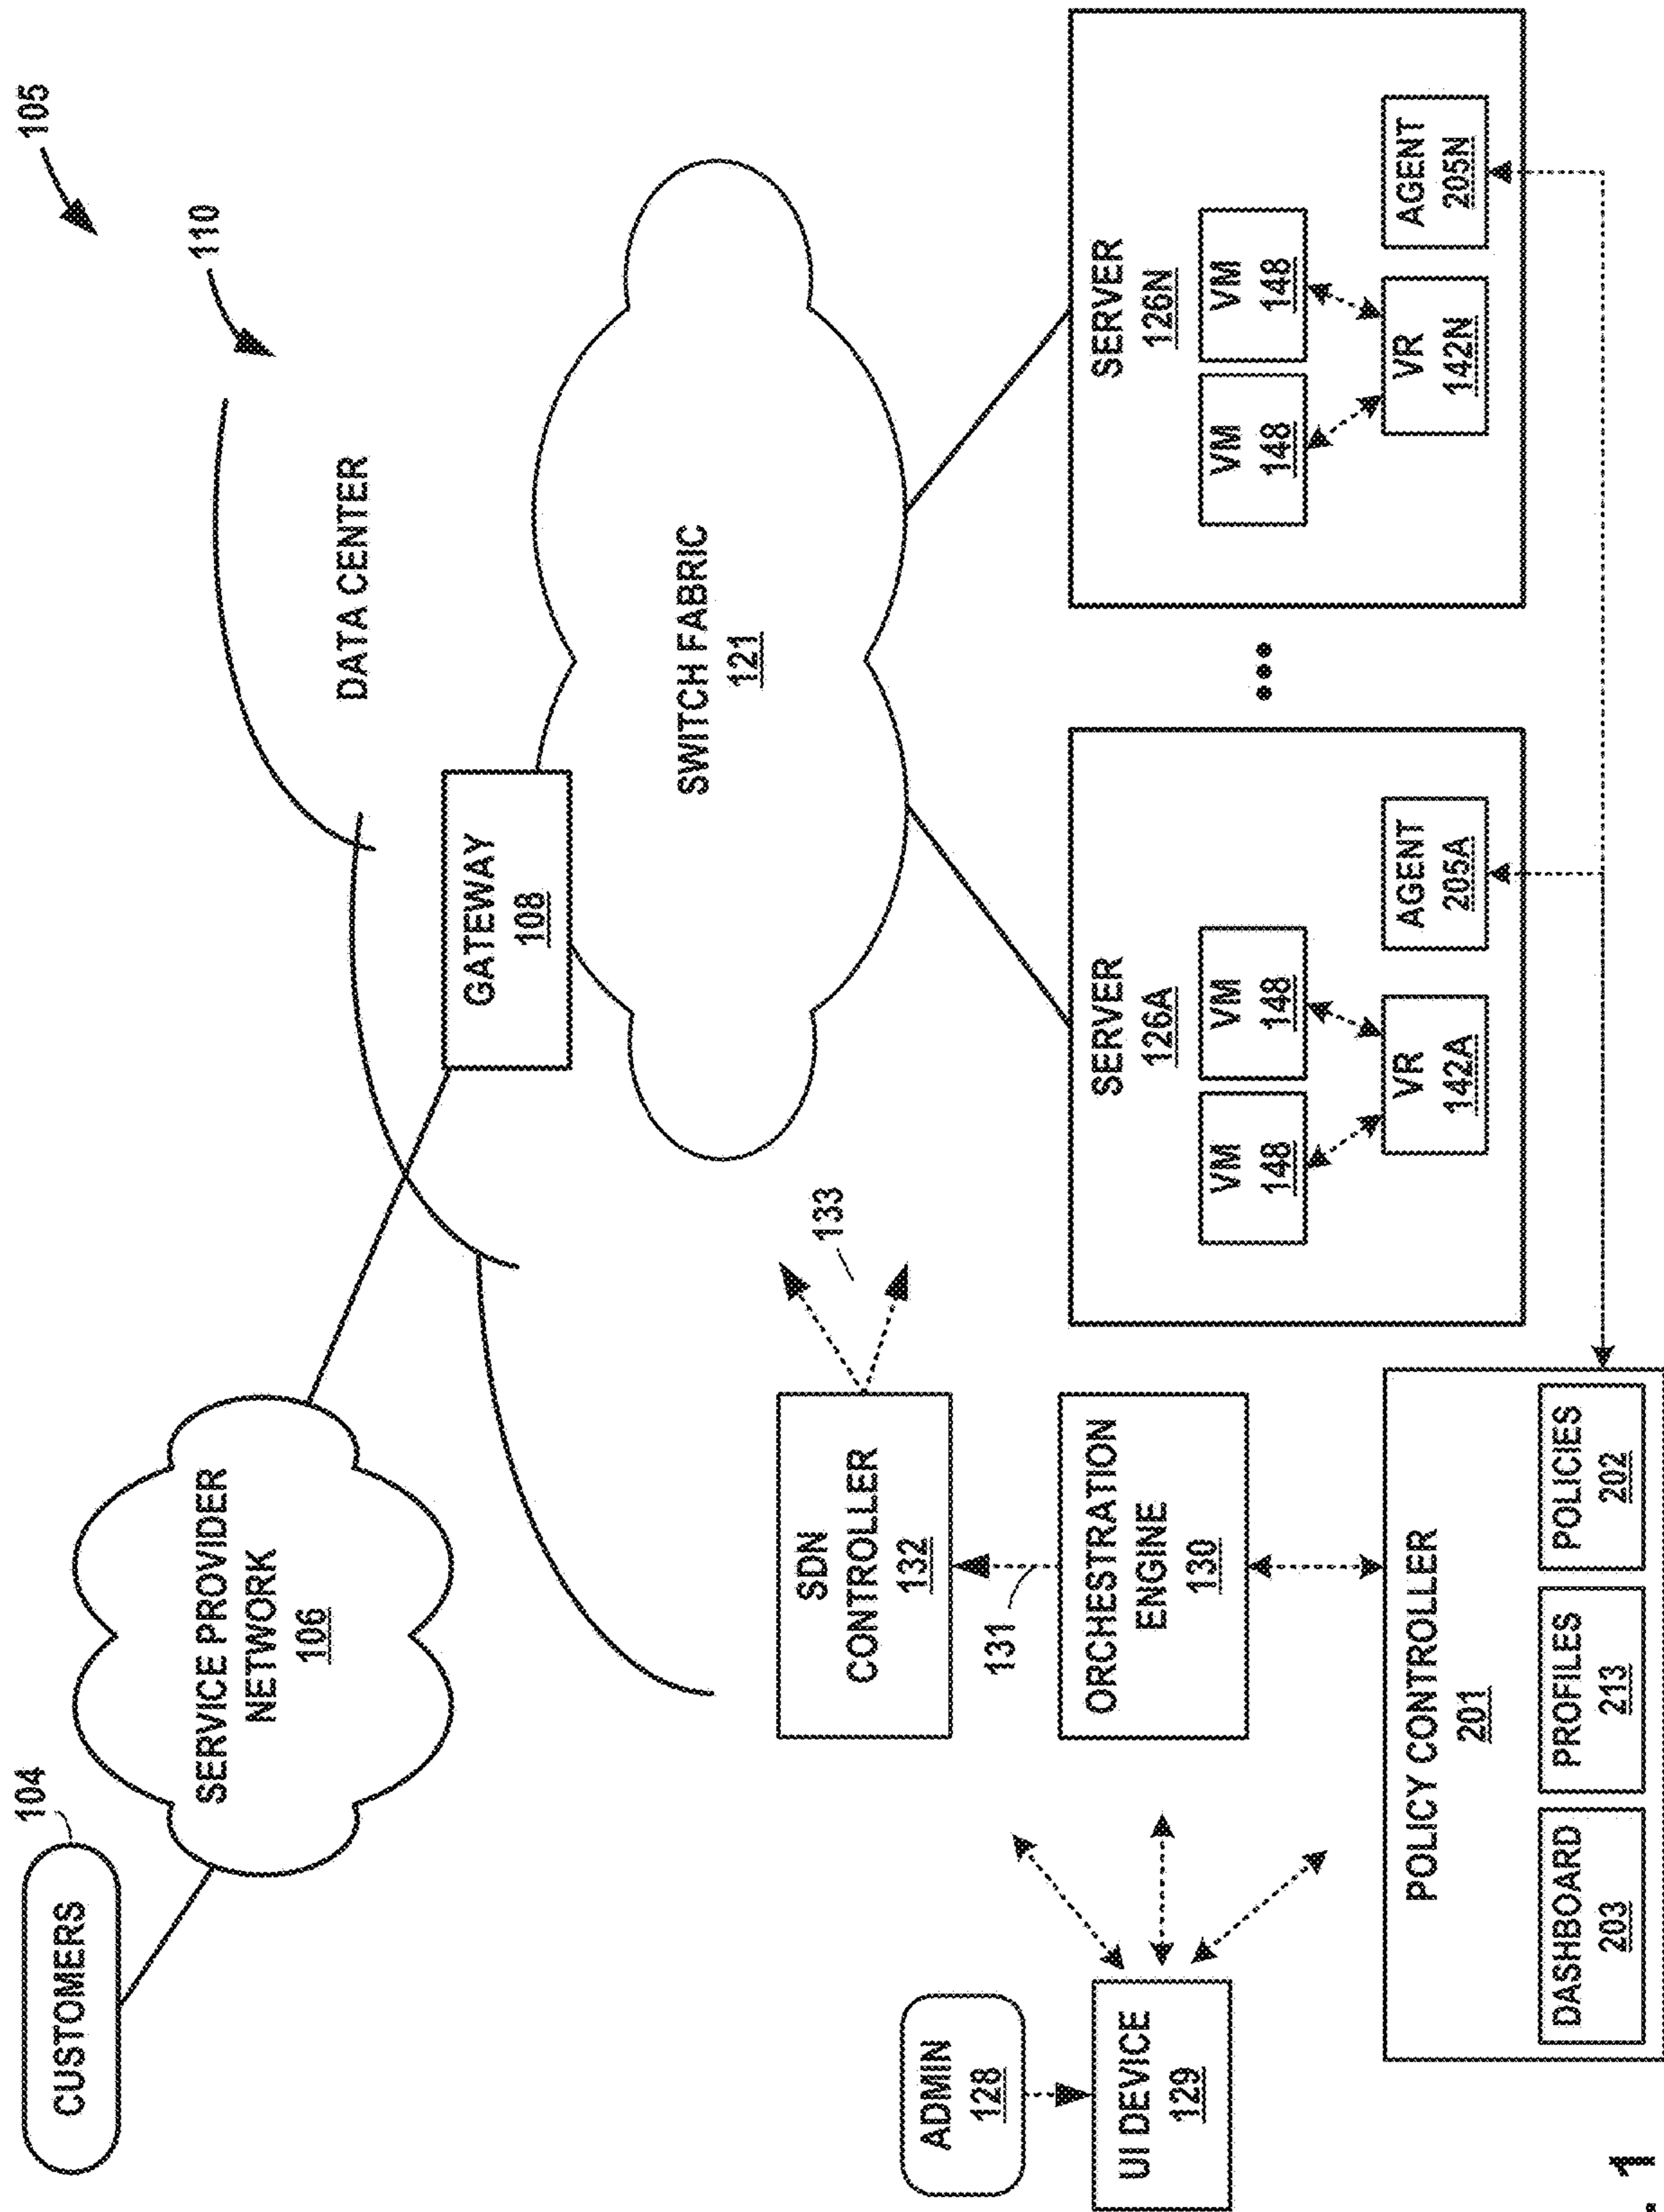 105
110
104
CUSTOMERS
SERVICE PROVIDER
NETWORK
106
DATA CENTER
GATEWAY
108
SWITCH FABRIC
121
133
SDN
CONTROLLER
132
131
ORCHESTRATION
ENGINE
130
ADMIN
128
UI DEVICE
129
POLICY CONTROLLER
201
DASHBOARD
203
PROFILES
213
POLICIES
202
SERVER
126A
VM
148
VM
148
VR
142A
AGENT
205A
SERVER
126N
VM
148
VM
148
VR
142N
AGENT
205N
. 1